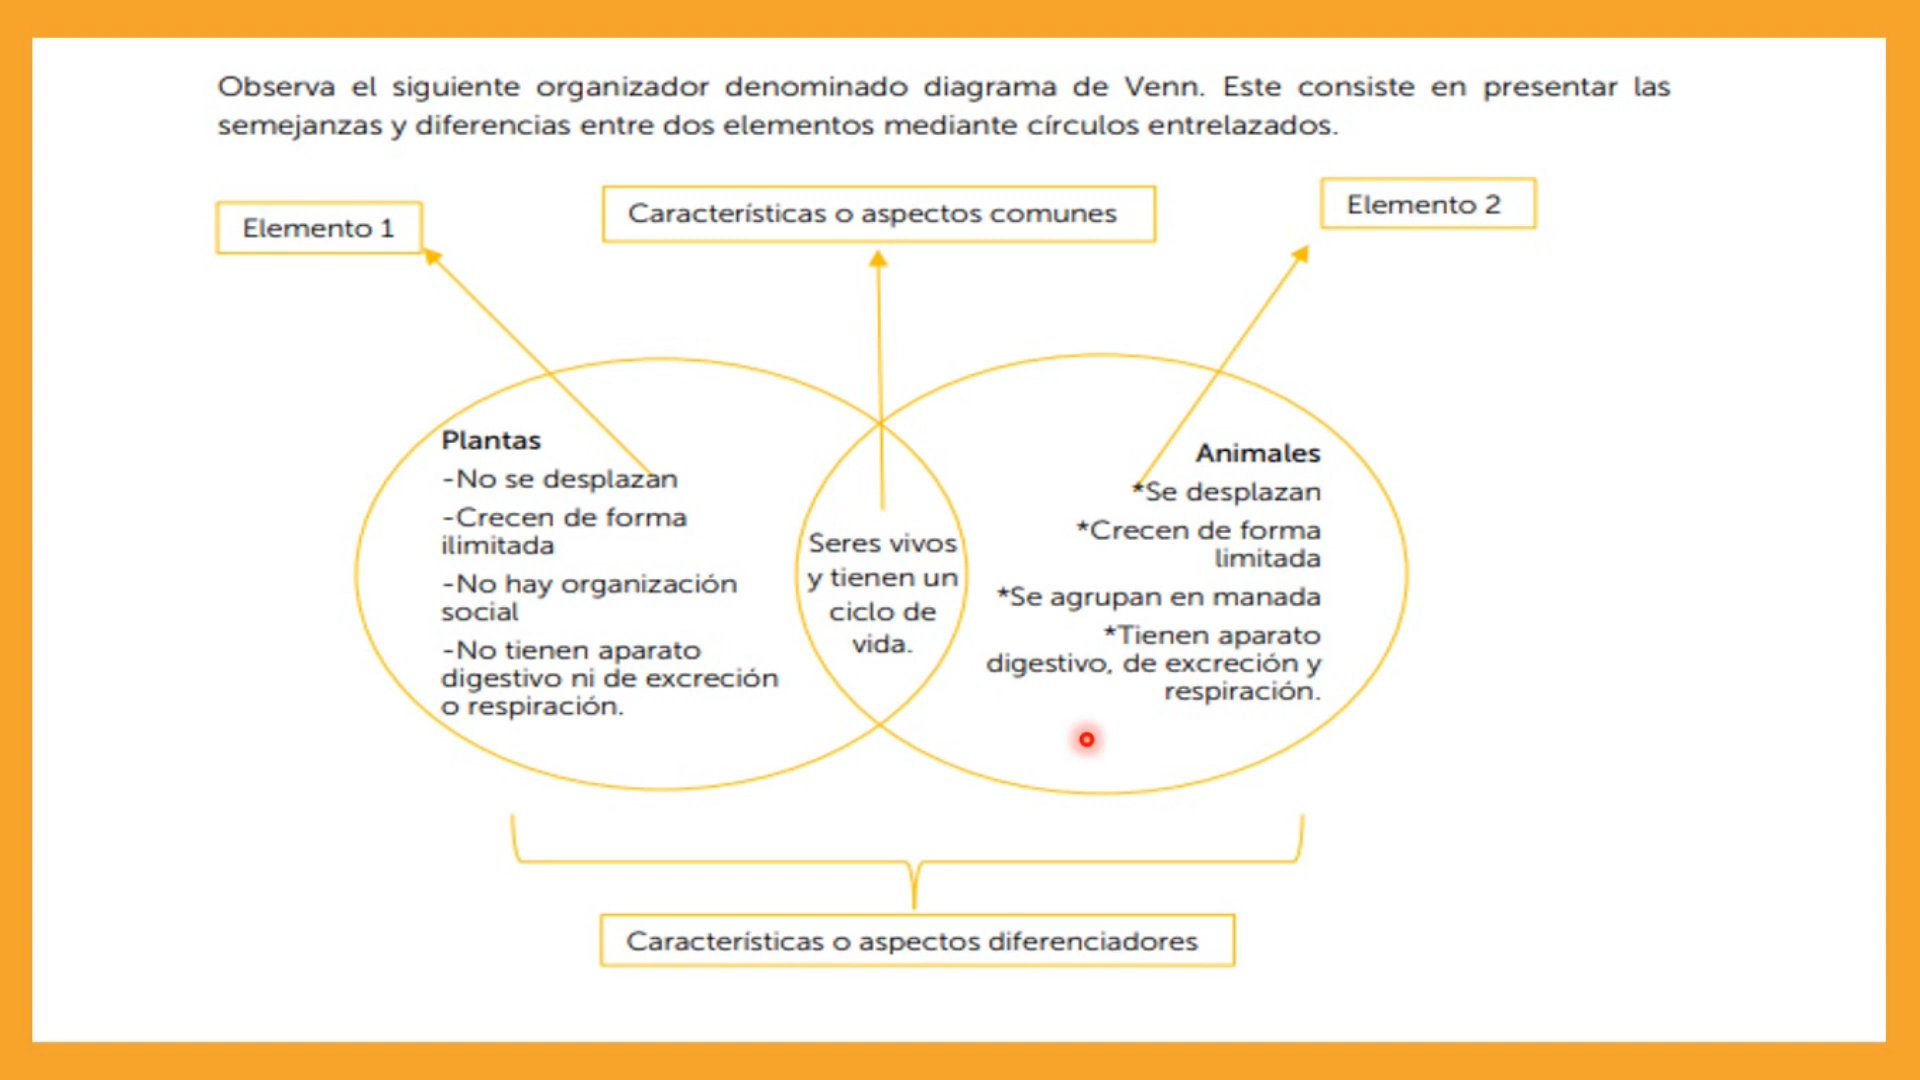 Observa el siguiente organizador denominado diagrama de Venn. Este consiste en presentar las
semejanzas y diferencias entre dos elementos mediante círculos entrelazados.
Elemento 1
Características o aspectos comunes
Elemento 2
Plantas
-No se desplazan
-Crecen de forma
ilimitada
-No hay organización
social
-No tienen aparato
digestivo ni de excreción
o respiración.
Seres vivos
y tienen un
ciclo de
vida.
Animales
*Se desplazan
*Crecen de forma
limitada
*Se agrupan en manada
*Tienen aparato
digestivo, de excreción y
respiración.
Características o aspectos diferenciadores